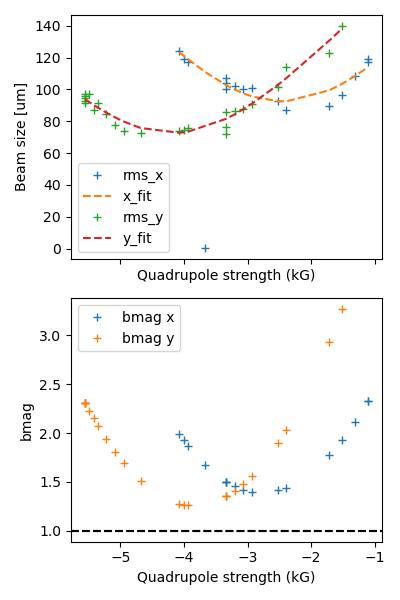 140
120
100
80
60
40
20
0
Beam size [um]
rms_x
x_fit
rms_y
y_fit
Quadrupole strength (kG)
bmag x
bmag y
3.0
2.5
2.0
1.5
1.0
bmag
−5 −4 −3 −2 −1
Quadrupole strength (kG)